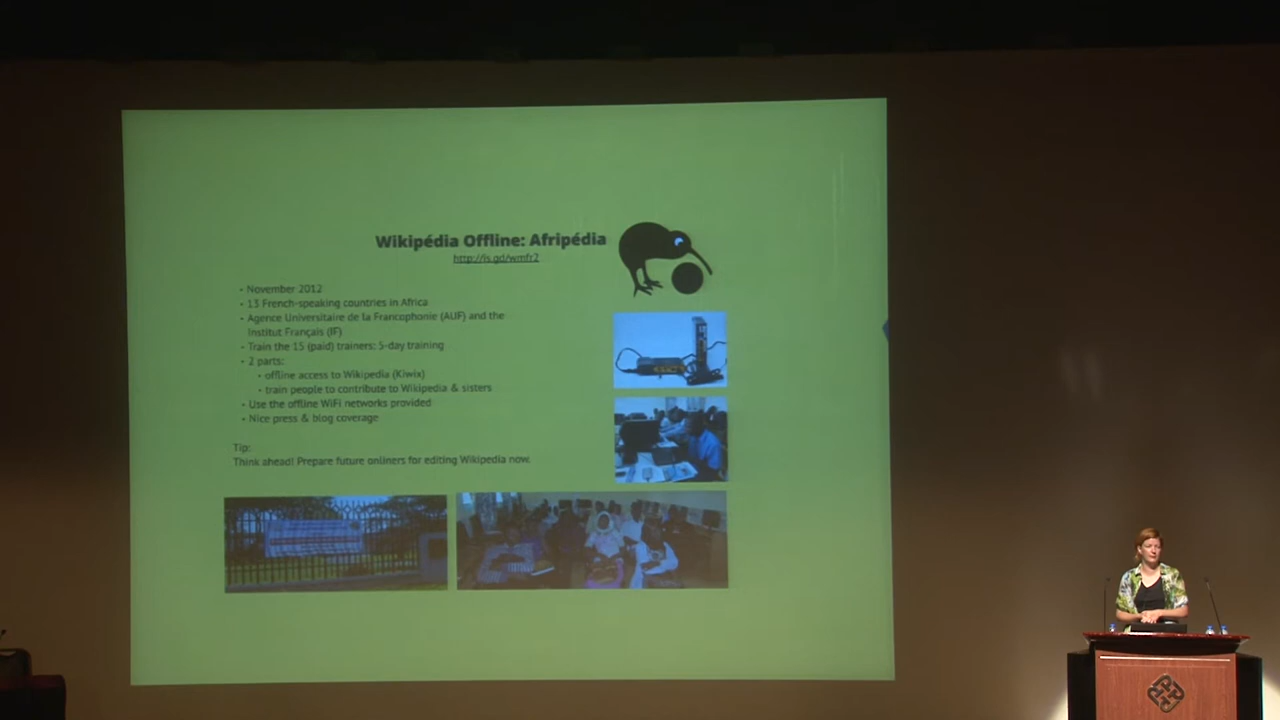 Wikipédia Offline: Afripédia
http://is.gd/wmfr2
- November 2012
- 13 French-speaking countries in Africa
- Agence Universitaire de la Francophonie (AUF) and the
Institut Français (IF)
- Train the 15 (paid) trainers: 5-day training
- 2 parts:
- offline access to Wikipedia (Kiwix)
- train people to contribute to Wikipedia & sisters
- Use the offline WiFi networks provided
- Nice press & blog coverage
Tip:
Think ahead! Prepare future onliners for editing Wikipedia now.